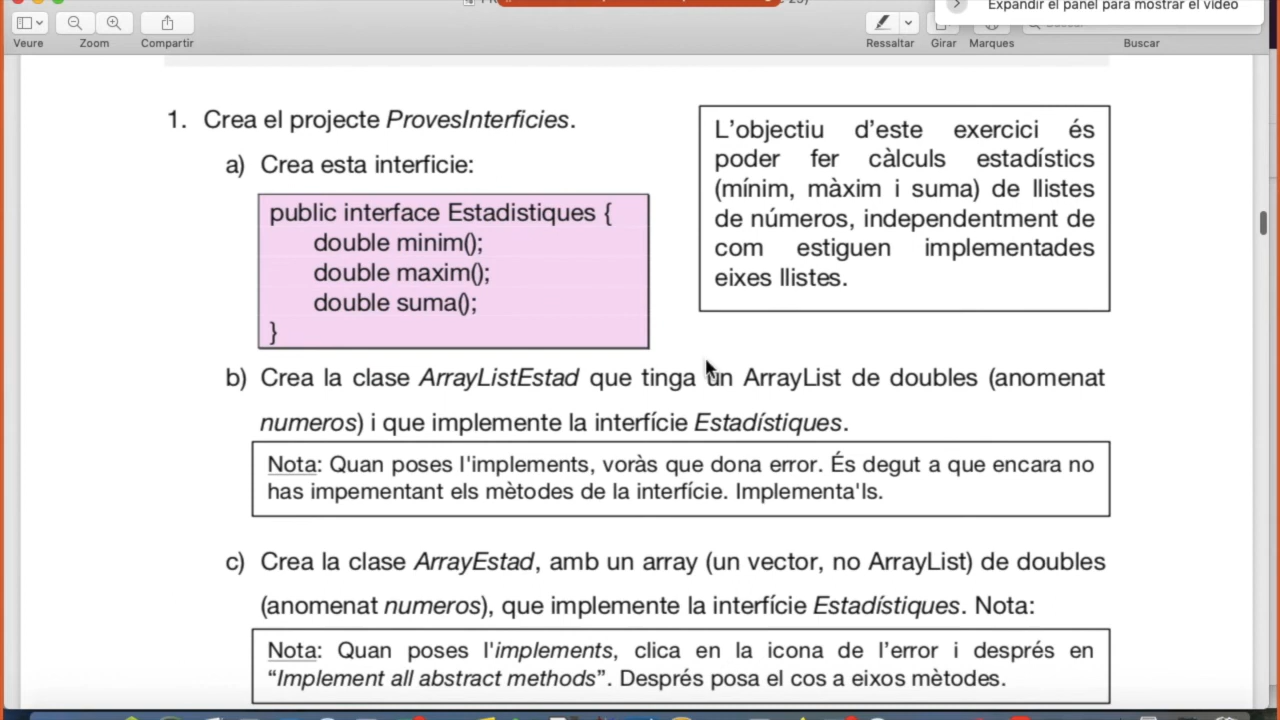 Expandir el panel para mostrar el vídeo
Veure
Zoom
Compartir
Ressaltar
Girar
Marques
Buscar
1. Crea el projecte ProvesInterficies.
a) Crea esta interficie:
public interface Estadistiques {
double minim();
double maxim();
double suma();
}
L'objectiu d'este exercici és
poder fer càlculs estadístics
(mínim, màxim i suma) de llistes
de números, independentment de
com estiguen implementades
eixes llistes.
b) Crea la clase ArrayListEstad que tinga un ArrayList de doubles (anomenat
numeros) i que implemente la interfície Estadístiques.
Nota: Quan poses l'implements, voràs que dona error. És degut a que encara no
has impementant els mètodes de la interfície. Implementa'ls.
c) Crea la clase ArrayEstad, amb un array (un vector, no ArrayList) de doubles
(anomenat numeros), que implemente la interfície Estadístiques. Nota:
Nota: Quan poses l'implements, clica en la icona de l'error i després en
“Implement all abstract methods”. Després posa el cos a eixos mètodes.